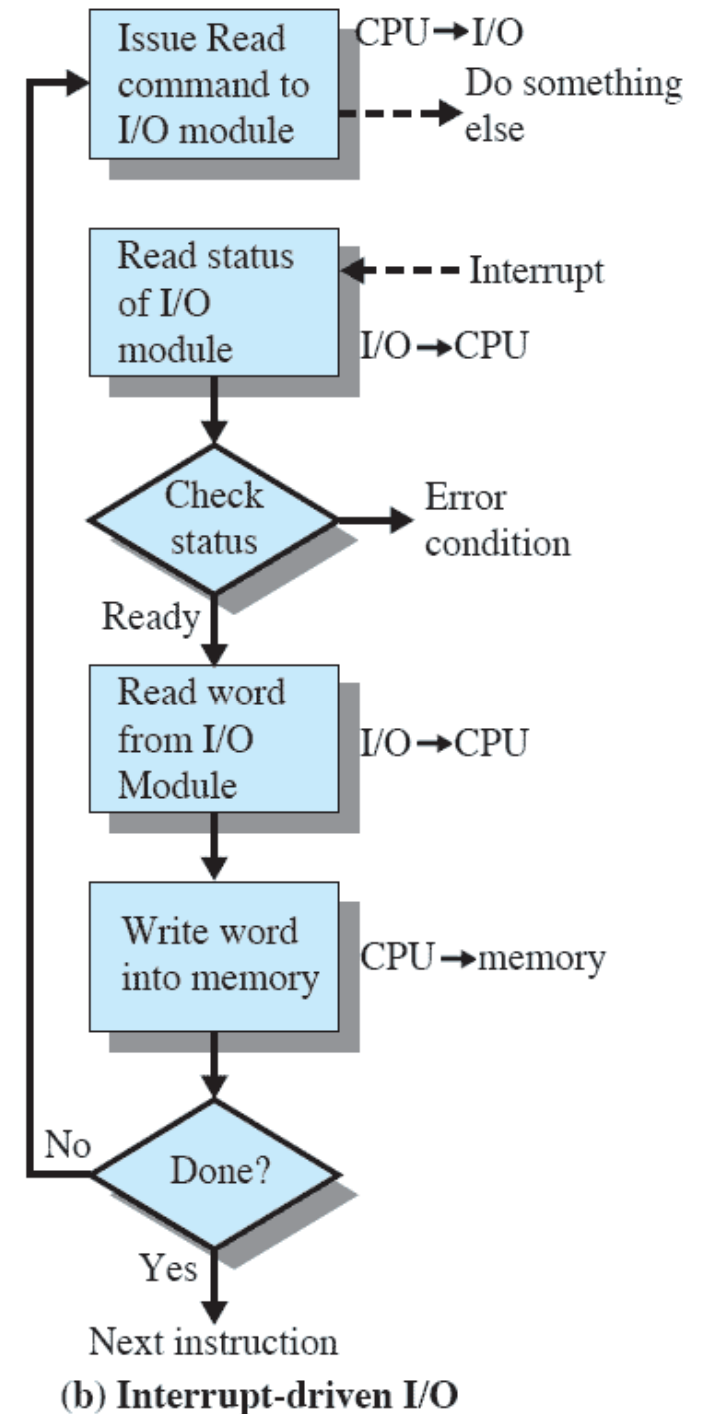 Issue Read
command to
I/O module
CPU→I/O
Do something
else
Read status
of I/O
module
Interrupt
I/O→CPU
Check
status
Error
condition
Ready
Read word
from I/O
Module
I/O→CPU
Write word
into memory
CPU→memory
No
Done?
Yes
Next instruction
(b) Interrupt-driven I/O